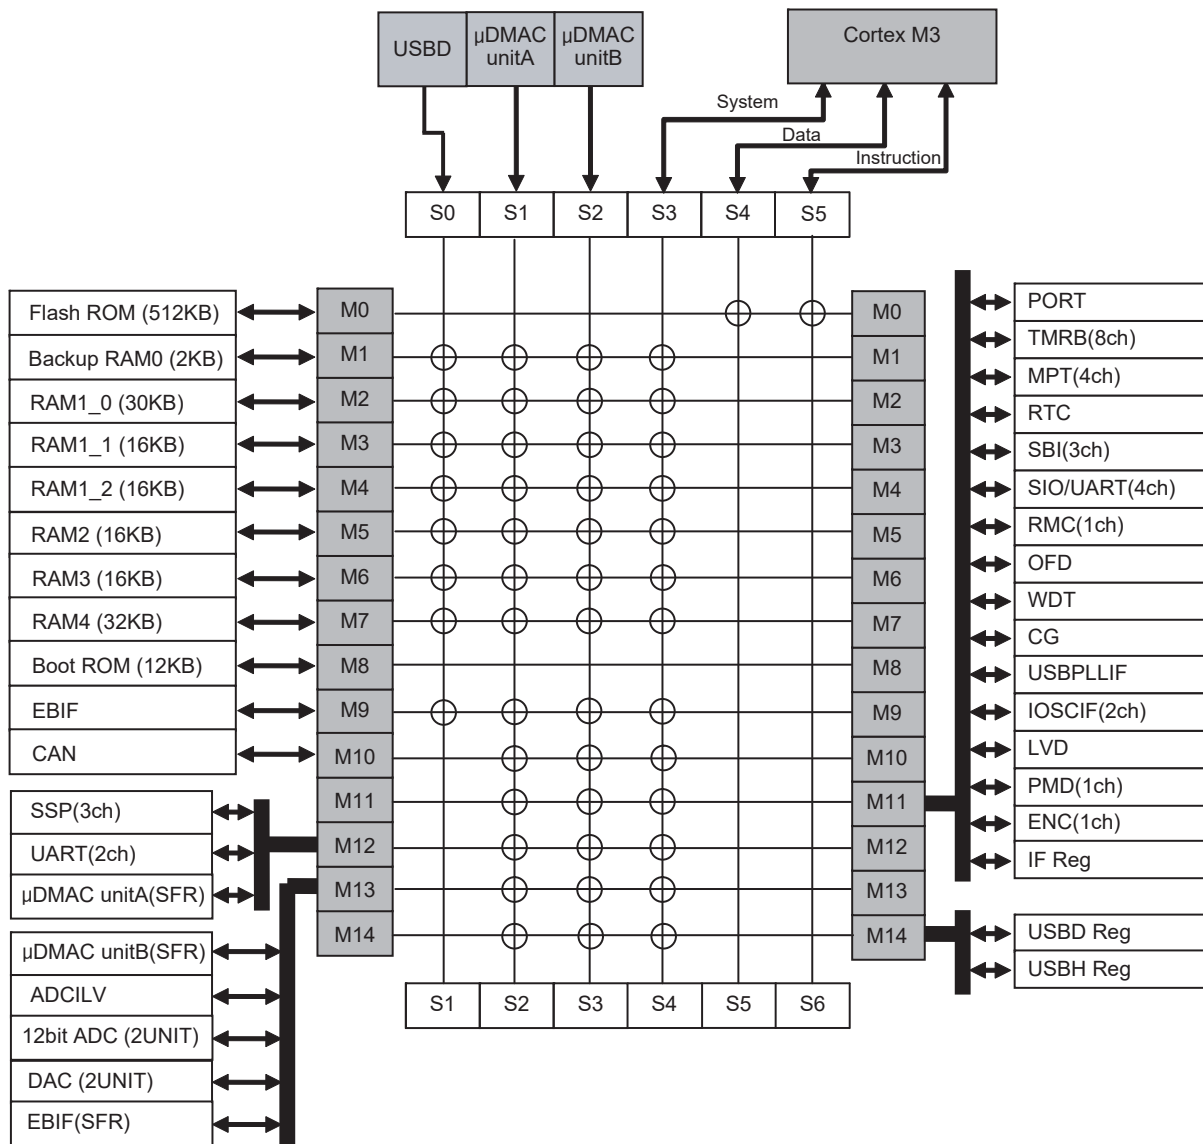 USBD
µDMAC
unitA
µDMAC
unitB
Cortex M3
System
Data
Instruction
S0
S1
S2
S3
S4
S5
Flash ROM (512KB)
Backup RAM0 (2KB)
RAM1_0 (30KB)
RAM1_1 (16KB)
RAM1_2 (16KB)
RAM2 (16KB)
RAM3 (16KB)
RAM4 (32KB)
Boot ROM (12KB)
EBIF
CAN
SSP(3ch)
UART(2ch)
µDMAC unitA(SFR)
µDMAC unitB(SFR)
ADCILV
12bit ADC (2UNIT)
DAC (2UNIT)
EBIF(SFR)
M0
M1
M2
M3
M4
M5
M6
M7
M8
M9
M10
M11
M12
M13
M14
M0
M1
M2
M3
M4
M5
M6
M7
M8
M9
M10
M11
M12
M13
M14
PORT
TMRB(8ch)
MPT(4ch)
RTC
SBI(3ch)
SIO/UART(4ch)
RMC(1ch)
OFD
WDT
CG
USBPLLIF
IOSCIF(2ch)
LVD
PMD(1ch)
ENC(1ch)
IF Reg
USBD Reg
USBH Reg
S1
S2
S3
S4
S5
S6